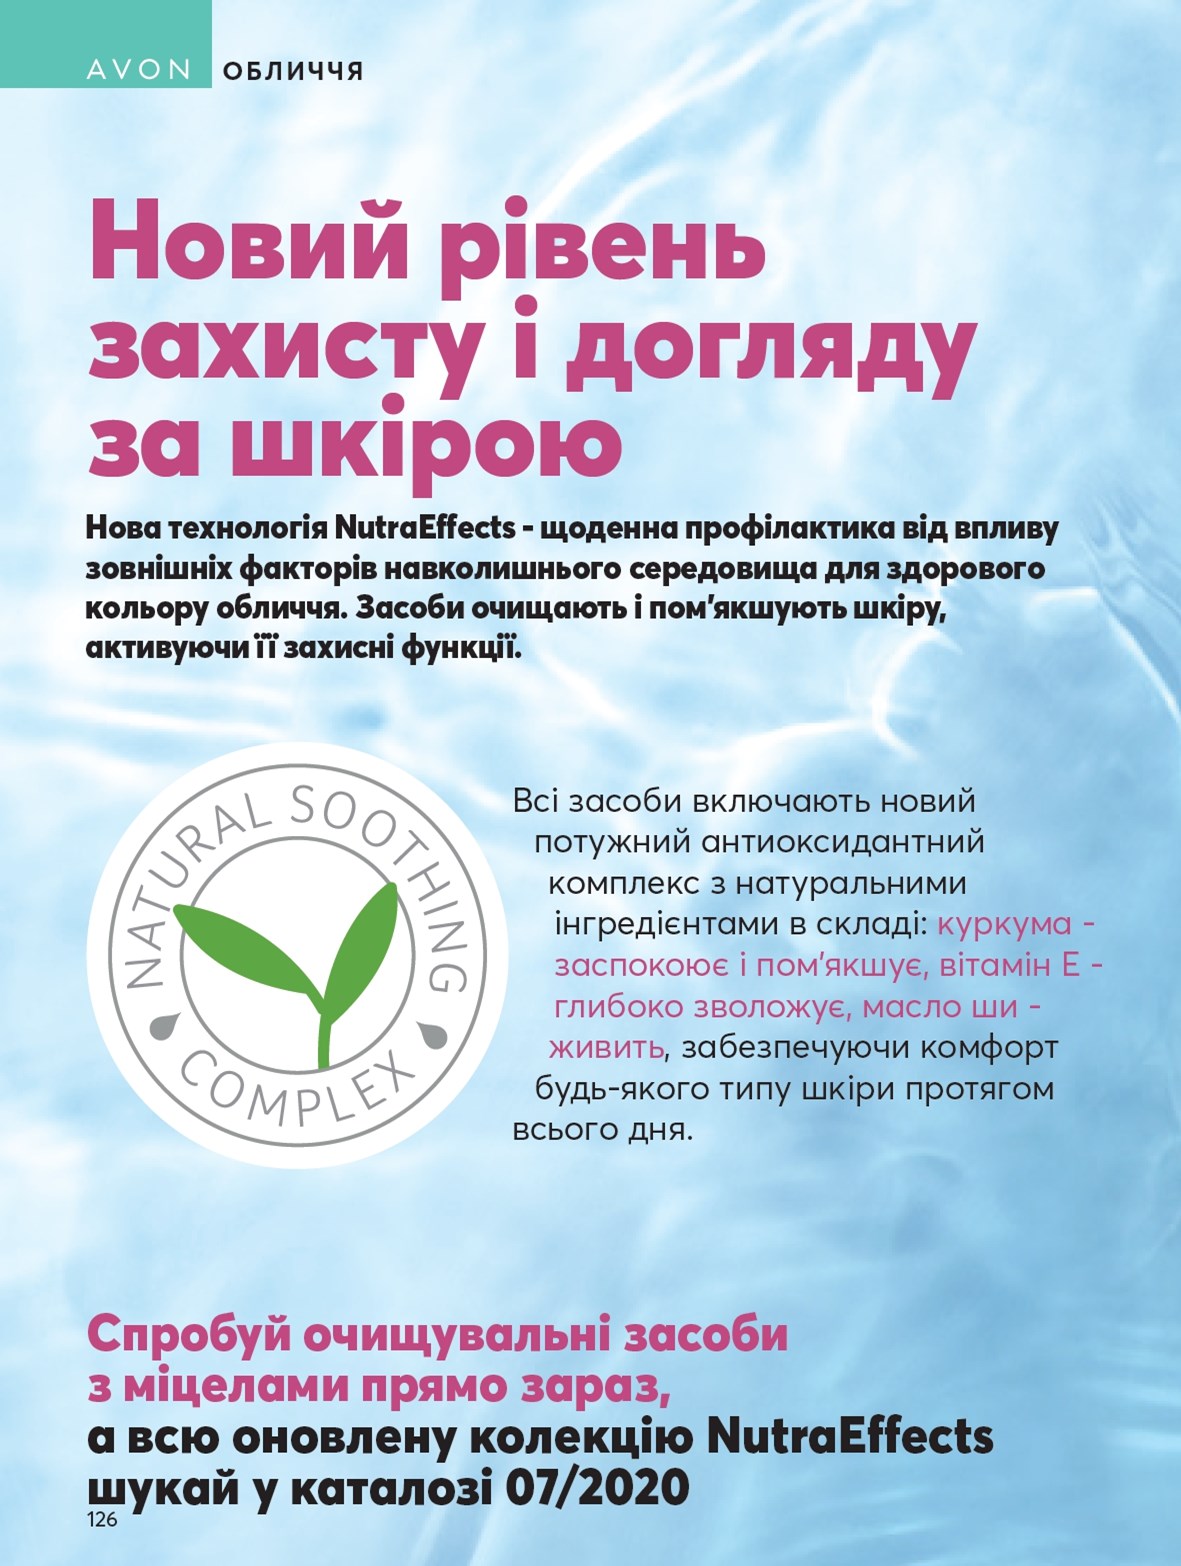 AVON ОБЛИЧЧЯ
Новий рівень
захисту і догляду
за шкірою
Нова технологія NutraEffects - щоденна профілактика від впливу
зовнішніх факторів навколишнього середовища для здорового
кольору обличчя. Засоби очищають і пом'якшують шкіру,
активуючи її захисні функції.
NATURAL SOOTHING
COMPLEX
Всі засоби включають новий
потужний антиоксидантний
комплекс з натуральними
інгредієнтами в складі: куркума -
заспокоює і пом'якшує, вітамін Е -
глибоко зволожує, масло ши -
живить, забезпечуючи комфорт
будь-якого типу шкіри протягом
всього дня.
Спробуй очищувальні засоби
з міцелами прямо зараз,
а всю оновлену колекцію NutraEffects
шукай у каталозі 07/2020
126